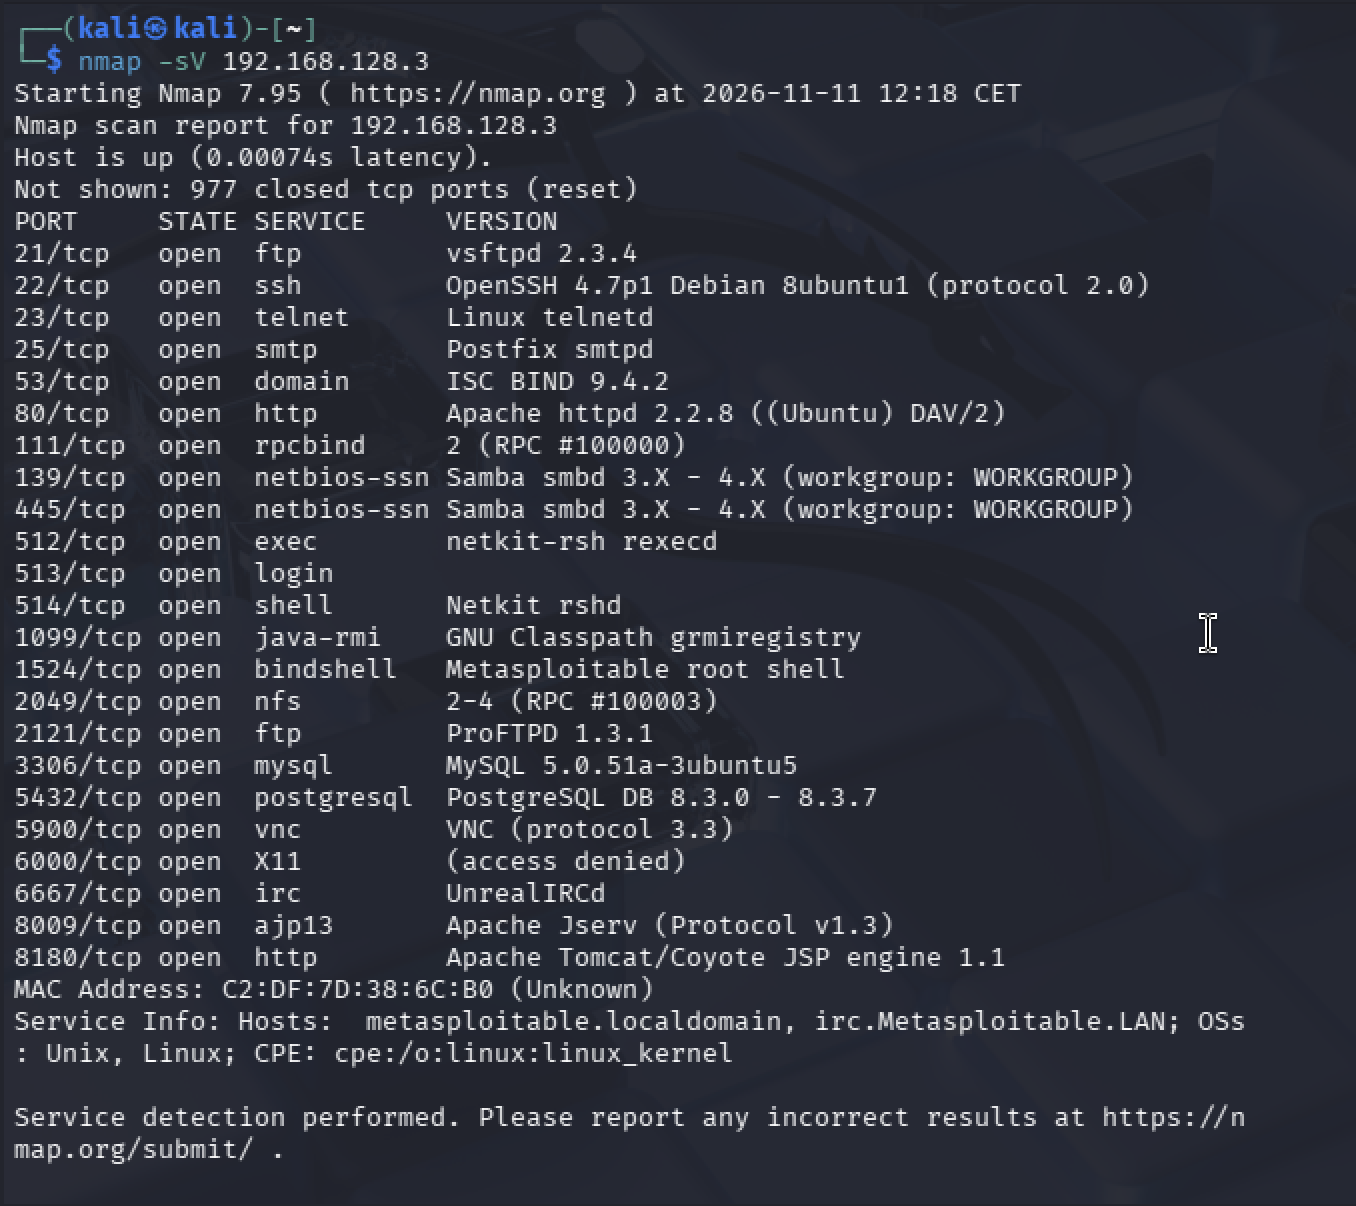 ┌──(kali㉿kali)-[~]
└─$ nmap -sV 192.168.128.3
Starting Nmap 7.95 ( https://nmap.org ) at 2026-11-11 12:18 CET
Nmap scan report for 192.168.128.3
Host is up (0.00074s latency).
Not shown: 977 closed tcp ports (reset)
PORT     STATE SERVICE     VERSION
21/tcp   open  ftp         vsftpd 2.3.4
22/tcp   open  ssh         OpenSSH 4.7p1 Debian 8ubuntu1 (protocol 2.0)
23/tcp   open  telnet      Linux telnetd
25/tcp   open  smtp        Postfix smtpd
53/tcp   open  domain      ISC BIND 9.4.2
80/tcp   open  http        Apache httpd 2.2.8 ((Ubuntu) DAV/2)
111/tcp  open  rpcbind     2 (RPC #100000)
139/tcp  open  netbios-ssn Samba smbd 3.X - 4.X (workgroup: WORKGROUP)
445/tcp  open  netbios-ssn Samba smbd 3.X - 4.X (workgroup: WORKGROUP)
512/tcp  open  exec        netkit-rsh rexecd
513/tcp  open  login
514/tcp  open  shell       Netkit rshd
1099/tcp open  java-rmi    GNU Classpath grmiregistry
1524/tcp open  bindshell   Metasploitable root shell
2049/tcp open  nfs         2-4 (RPC #100003)
2121/tcp open  ftp         ProFTPD 1.3.1
3306/tcp open  mysql       MySQL 5.0.51a-3ubuntu5
5432/tcp open  postgresql  PostgreSQL DB 8.3.0 - 8.3.7
5900/tcp open  vnc         VNC (protocol 3.3)
6000/tcp open  X11         (access denied)
6667/tcp open  irc         UnrealIRCd
8009/tcp open  ajp13       Apache Jserv (Protocol v1.3)
8180/tcp open  http        Apache Tomcat/Coyote JSP engine 1.1
MAC Address: C2:DF:7D:38:6C:B0 (Unknown)
Service Info: Hosts:  metasploitable.localdomain, irc.Metasploitable.LAN; OSs
: Unix, Linux; CPE: cpe:/o:linux:linux_kernel

Service detection performed. Please report any incorrect results at https://n
map.org/submit/ .